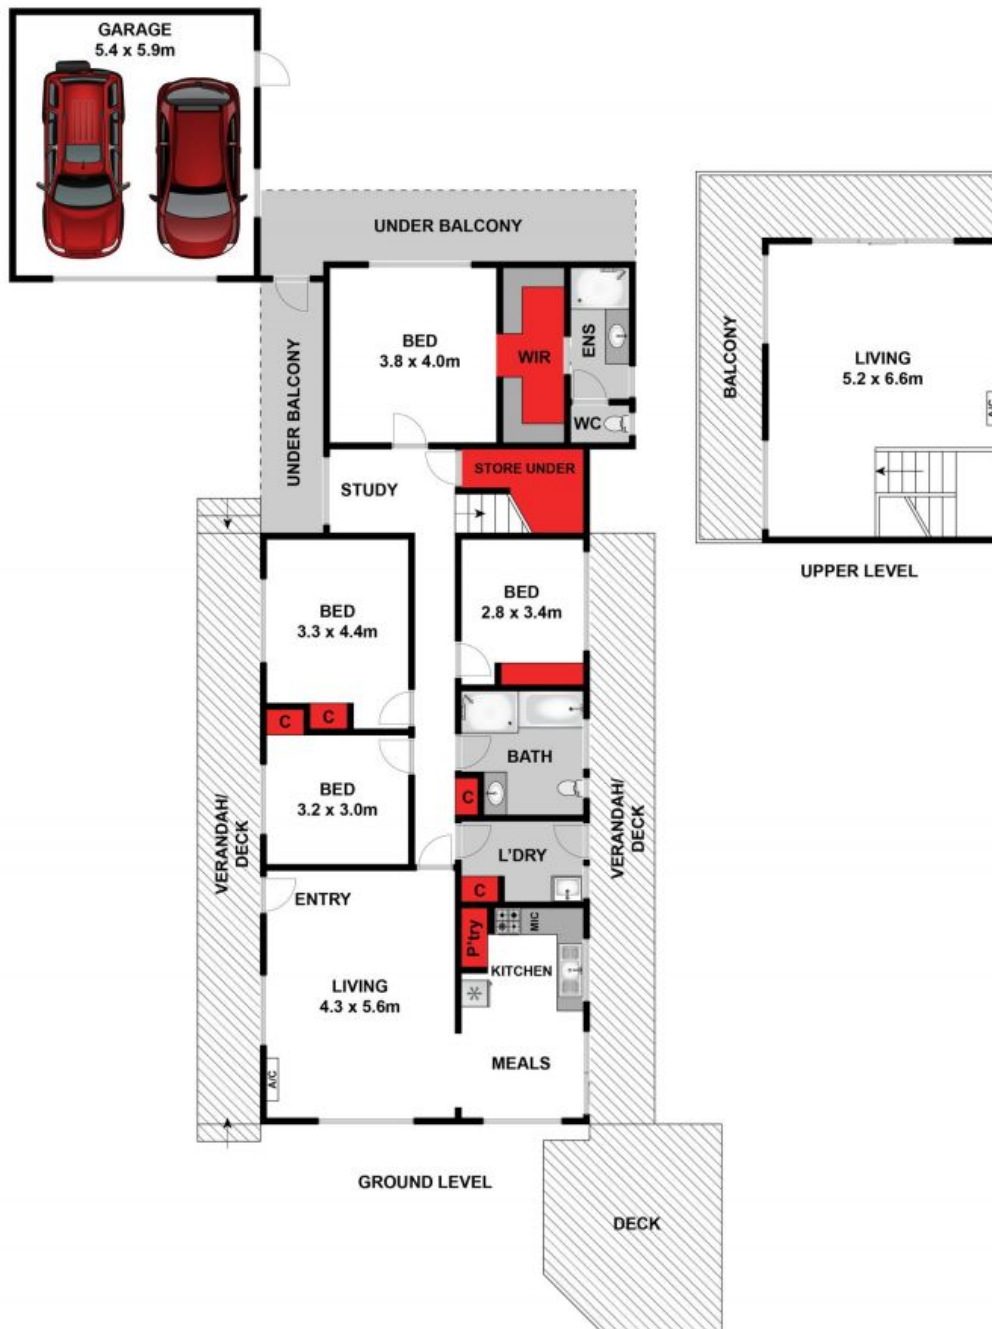 GARAGE
5.4 x 5.9m
UNDER BALCONY
UNDER BALCONY
BED
3.8 x 4.0m
WIR
ENS
WC
STUDY
STORE UNDER
BALCONY
LIVING
5.2 x 6.6m
A/C
UPPER LEVEL
BED
3.3 x 4.4m
BED
2.8 x 3.4m
C
C
BED
3.2 x 3.0m
BATH
C
VERANDAH/
DECK
VERANDAH/
DECK
L'DRY
C
ENTRY
P'try
MIC
KITCHEN
LIVING
4.3 x 5.6m
MEALS
A/C
GROUND LEVEL
DECK